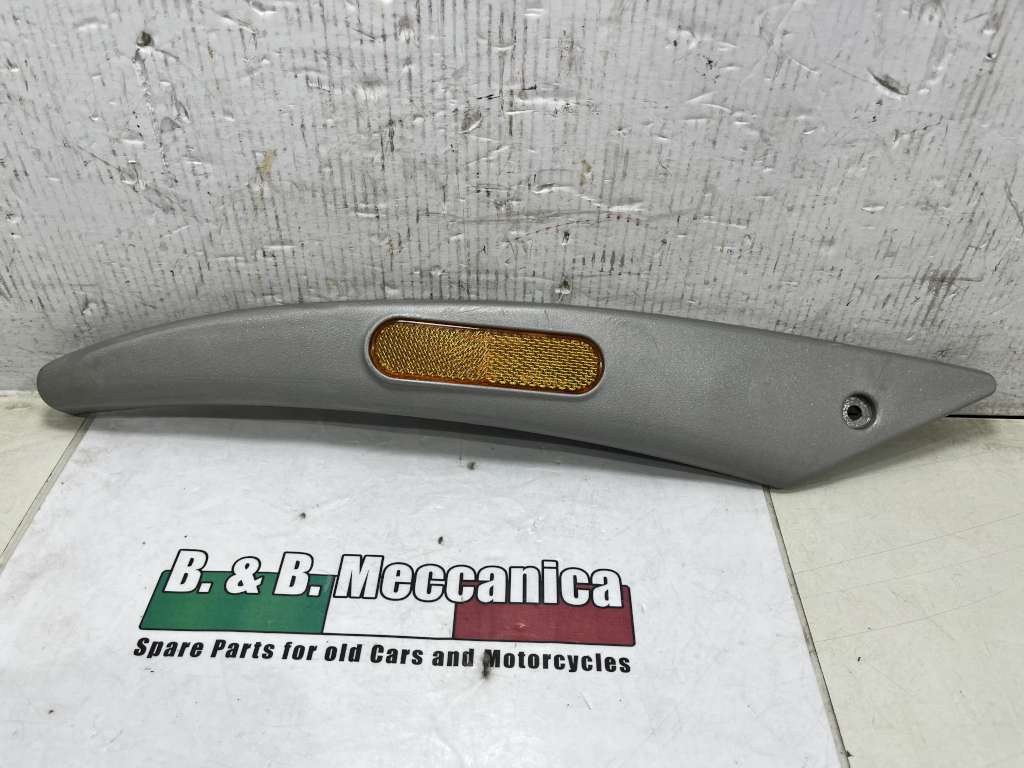 B. & B. Meccanica
Spare Parts for old Cars and Motorcycles